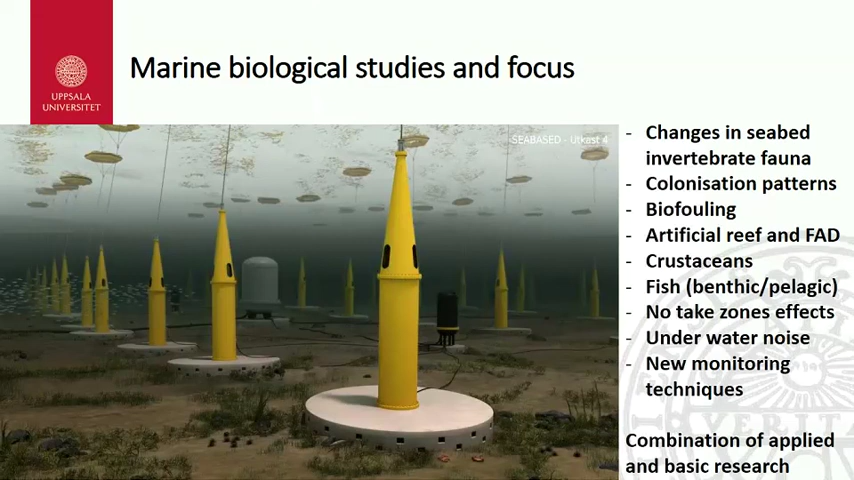 UPPSALA
UNIVERSITET
Marine biological studies and focus
SEABASED - Utkast 4
- Changes in seabed
invertebrate fauna
- Colonisation patterns
- Biofouling
- Artificial reef and FAD
- Crustaceans
- Fish (benthic/pelagic)
- No take zones effects
- Under water noise
- New monitoring
techniques
Combination of applied
and basic research